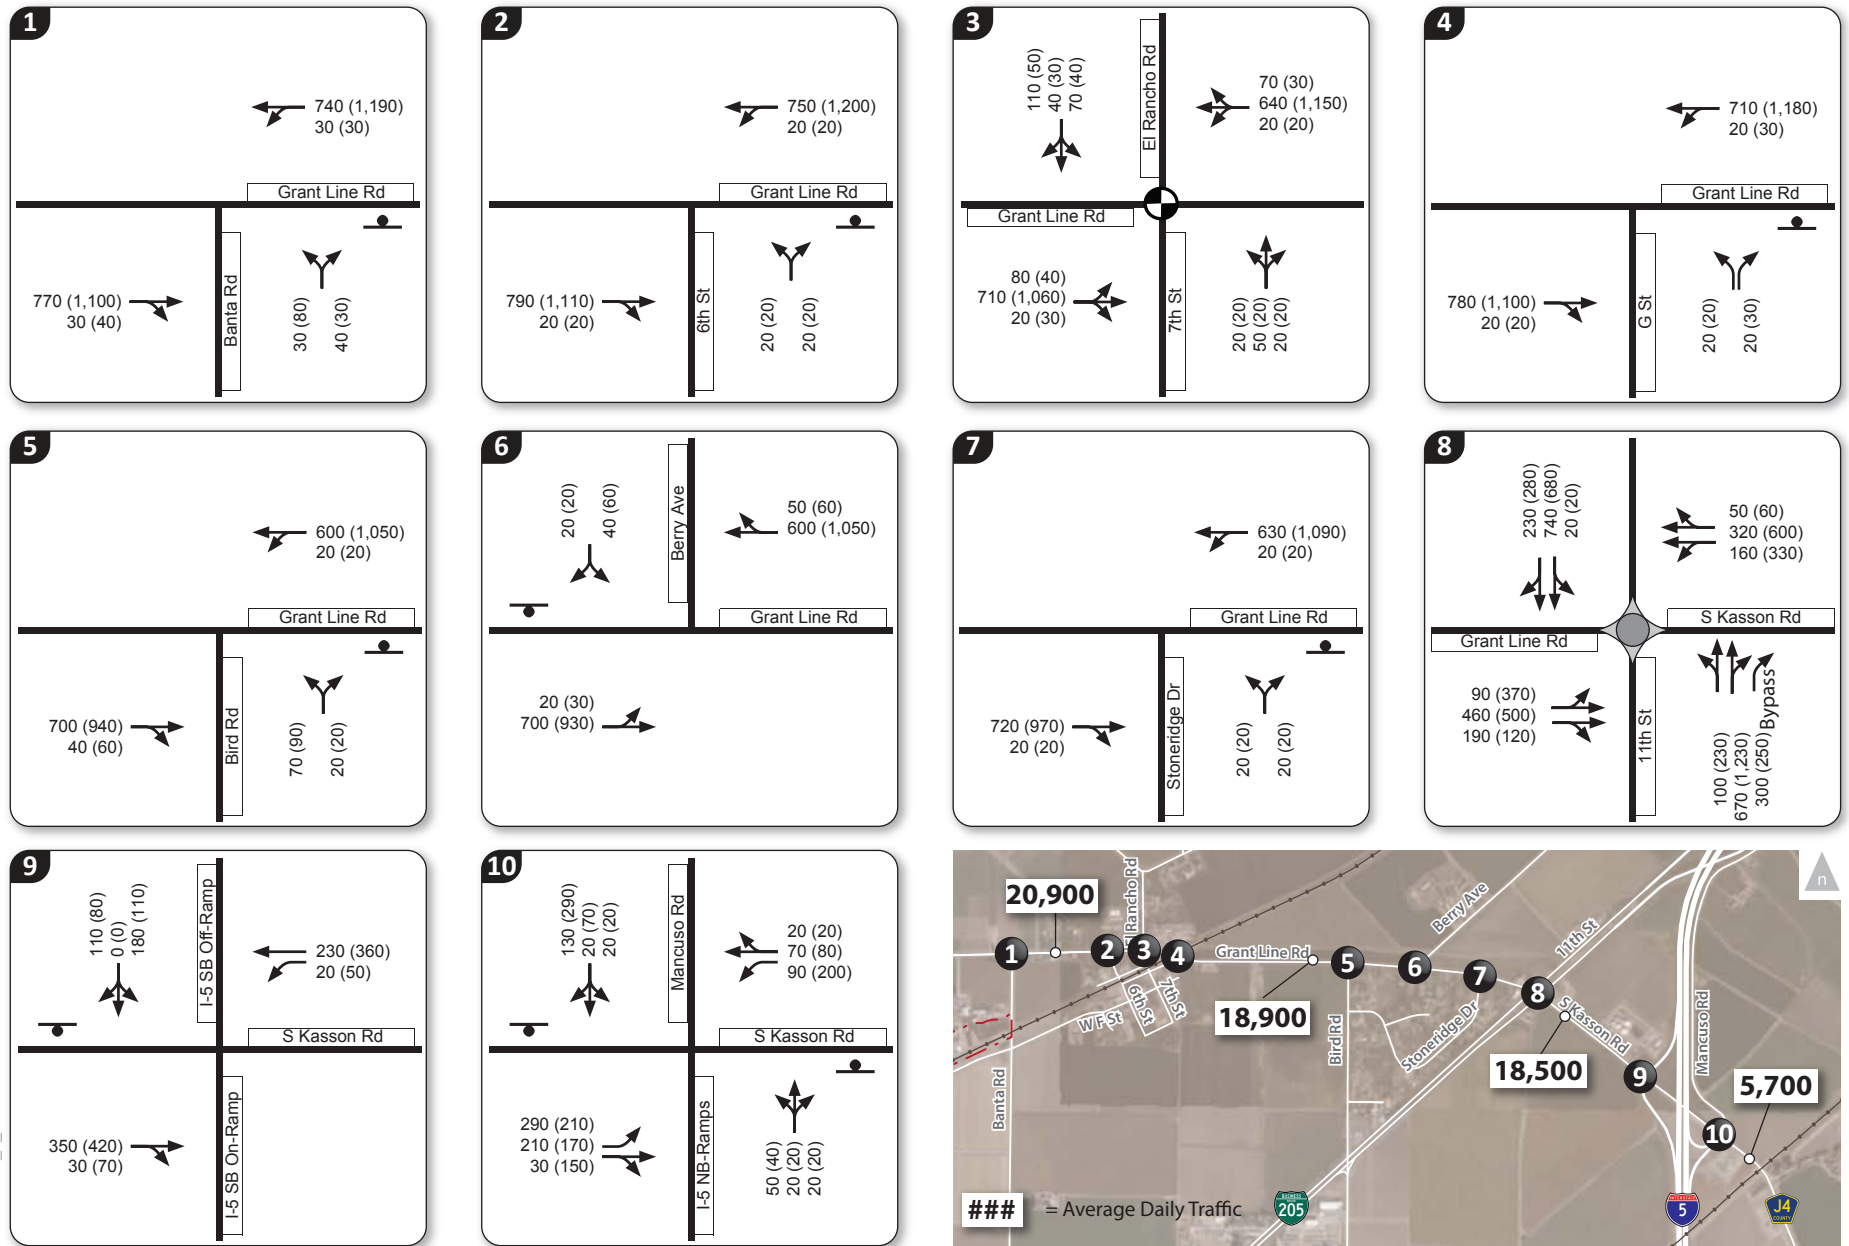 1
740 (1,190)
30 (30)
Grant Line Rd
770 (1,100)
30 (40)
Banta Rd
30 (80)
40 (30)
2
750 (1,200)
20 (20)
Grant Line Rd
790 (1,110)
20 (20)
6th St
20 (20)
20 (20)
3
110 (50)
40 (30)
70 (40)
El Rancho Rd
70 (30)
640 (1,150)
20 (20)
Grant Line Rd
80 (40)
710 (1,060)
20 (30)
7th St
20 (20)
50 (20)
20 (20)
4
710 (1,180)
20 (30)
Grant Line Rd
780 (1,100)
20 (20)
G St
20 (20)
20 (30)
5
600 (1,050)
20 (20)
Grant Line Rd
700 (940)
40 (60)
Bird Rd
70 (90)
20 (20)
6
20 (20)
40 (60)
Berry Ave
50 (60)
600 (1,050)
Grant Line Rd
20 (30)
700 (930)
7
630 (1,090)
20 (20)
Grant Line Rd
720 (970)
20 (20)
Stoneridge Dr
20 (20)
20 (20)
8
230 (280)
740 (680)
20 (20)
50 (60)
320 (600)
160 (330)
S Kasson Rd
Grant Line Rd
90 (370)
460 (500)
190 (120)
11th St
100 (230)
670 (1,230)
300 (250)
Bypass
9
110 (80)
0 (0)
180 (110)
I-5 SB Off-Ramp
230 (360)
20 (50)
S Kasson Rd
350 (420)
30 (70)
I-5 SB On-Ramp
10
130 (290)
20 (70)
20 (20)
Mancuso Rd
20 (20)
70 (80)
90 (200)
S Kasson Rd
290 (210)
210 (170)
30 (150)
I-5 NB-Ramps
50 (40)
20 (20)
20 (20)
n
20,900
El Rancho Rd
Berry Ave
11th St
1
2
3
4
Grant Line Rd
5
6
7
8
6th St
7th St
W F St
18,900
Bird Rd
Stoneridge Dr
S Kasson Rd
Mancuso Rd
18,500
9
5,700
Banta Rd
10
### = Average Daily Traffic
BUSINESS
205
INTERSTATE
5
J4
COUNTY